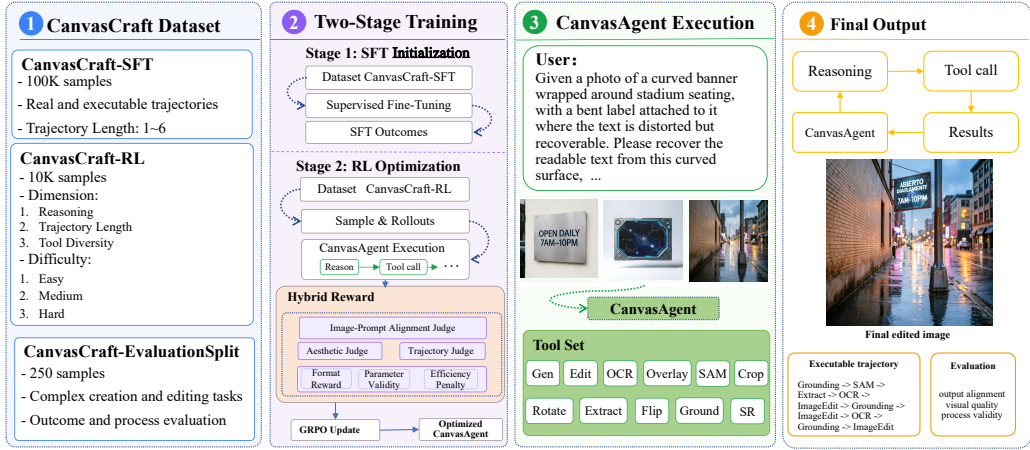 1 CanvasCraft Dataset
CanvasCraft-SFT
- 100K samples
- Real and executable trajectories
- Trajectory Length: 1~6
CanvasCraft-RL
- 10K samples
- Dimension:
1. Reasoning
2. Trajectory Length
3. Tool Diversity
- Difficulty:
1. Easy
2. Medium
3. Hard
CanvasCraft-EvaluationSplit
- 250 samples
- Complex creation and editing tasks
- Outcome and process evaluation
2 Two-Stage Training
Stage 1: SFT Initialization
Dataset CanvasCraft-SFT
Supervised Fine-Tuning
SFT Outcomes
Stage 2: RL Optimization
Dataset CanvasCraft-RL
Sample & Rollouts
CanvasAgent Execution
Reason Tool call ···
Hybrid Reward
Image-Prompt Alignment Judge
Aesthetic Judge Trajectory Judge
Format Reward
Parameter Validity
Efficiency Penalty
GRPO Update
Optimized CanvasAgent
3 CanvasAgent Execution
User:
Given a photo of a curved banner
wrapped around stadium seating,
with a bent label attached to it
where the text is distorted but
recoverable. Please recover the
readable text from this curved
surface, ...
OPEN DAILY
7AM–10PM
CanvasAgent
Tool Set
Gen Edit OCR Overlay SAM Crop
Rotate Extract Flip Ground SR
4 Final Output
Reasoning Tool call
CanvasAgent Results
ABIERTO
DIARIAMENTE
7AM-10PM
Final edited image
Executable trajectory
Grounding -> SAM ->
Extract -> OCR ->
ImageEdit -> Grounding ->
ImageEdit -> OCR ->
Grounding -> ImageEdit
Evaluation
output alignment
visual quality
process validity